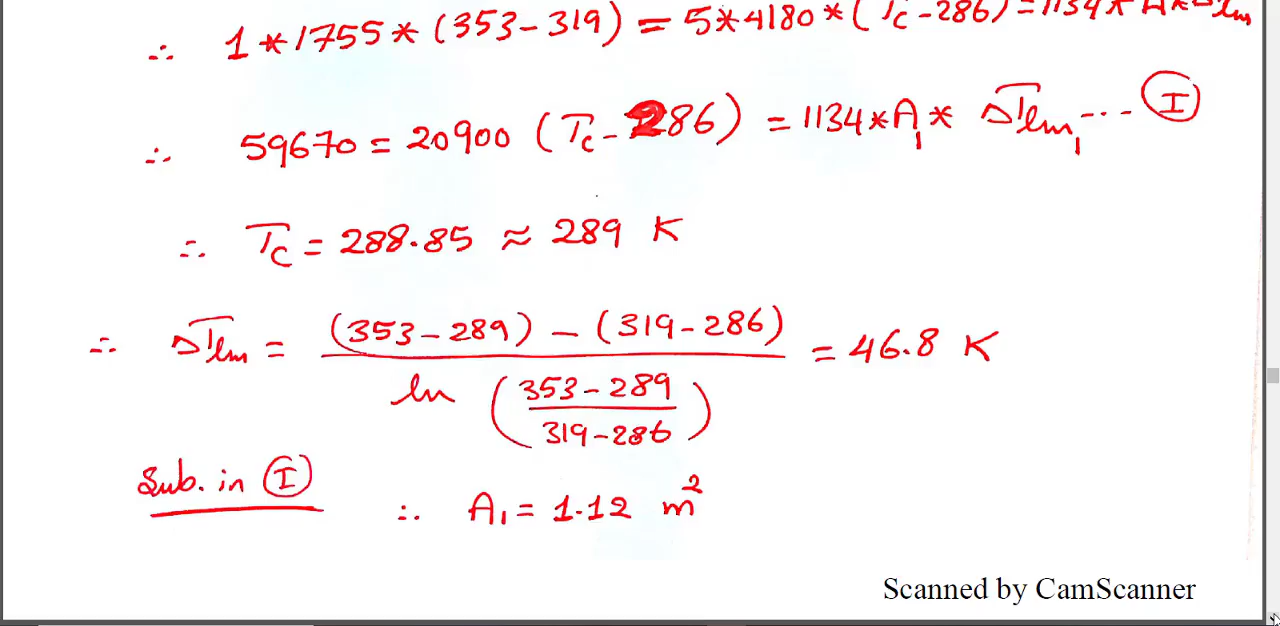 ∴ 1*1755*(353-319) = 5*4180*(Tc-286) = 1134*A*ΔTlm
∴ 59670 = 20900 (Tc-286) = 1134*A1* ΔTlm1 ... (I)
∴ Tc = 288.85 ≈ 289 K
∴ ΔTlm = (353-289) - (319-286) / ln (353-289 / 319-286) = 46.8 K
Sub. in (I) ∴ A1 = 1.12 m²
Scanned by CamScanner